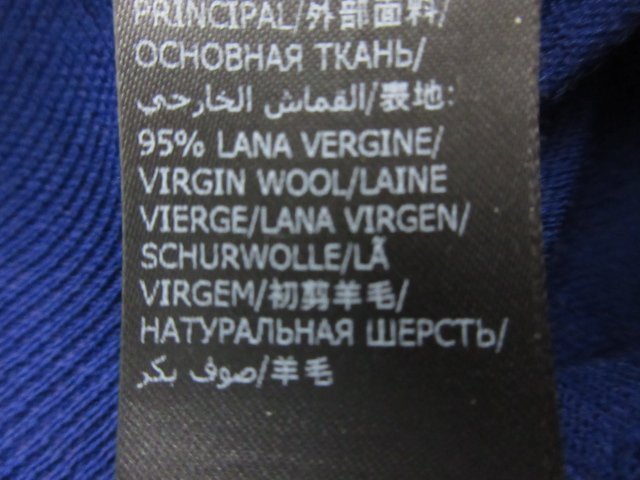 PRINCIPAL/外部面料/
ОСНОВНАЯ ТКАНЬ/
القماش الخارجي/表地:
95% LANA VERGINE/
VIRGIN WOOL/LAINE
VIERGE/LANA VIRGEN/
SCHURWOLLE/LÃ
VIRGEM/初剪羊毛/
НАТУРАЛЬНАЯ ШЕРСТЬ/
صوف بكر/羊毛